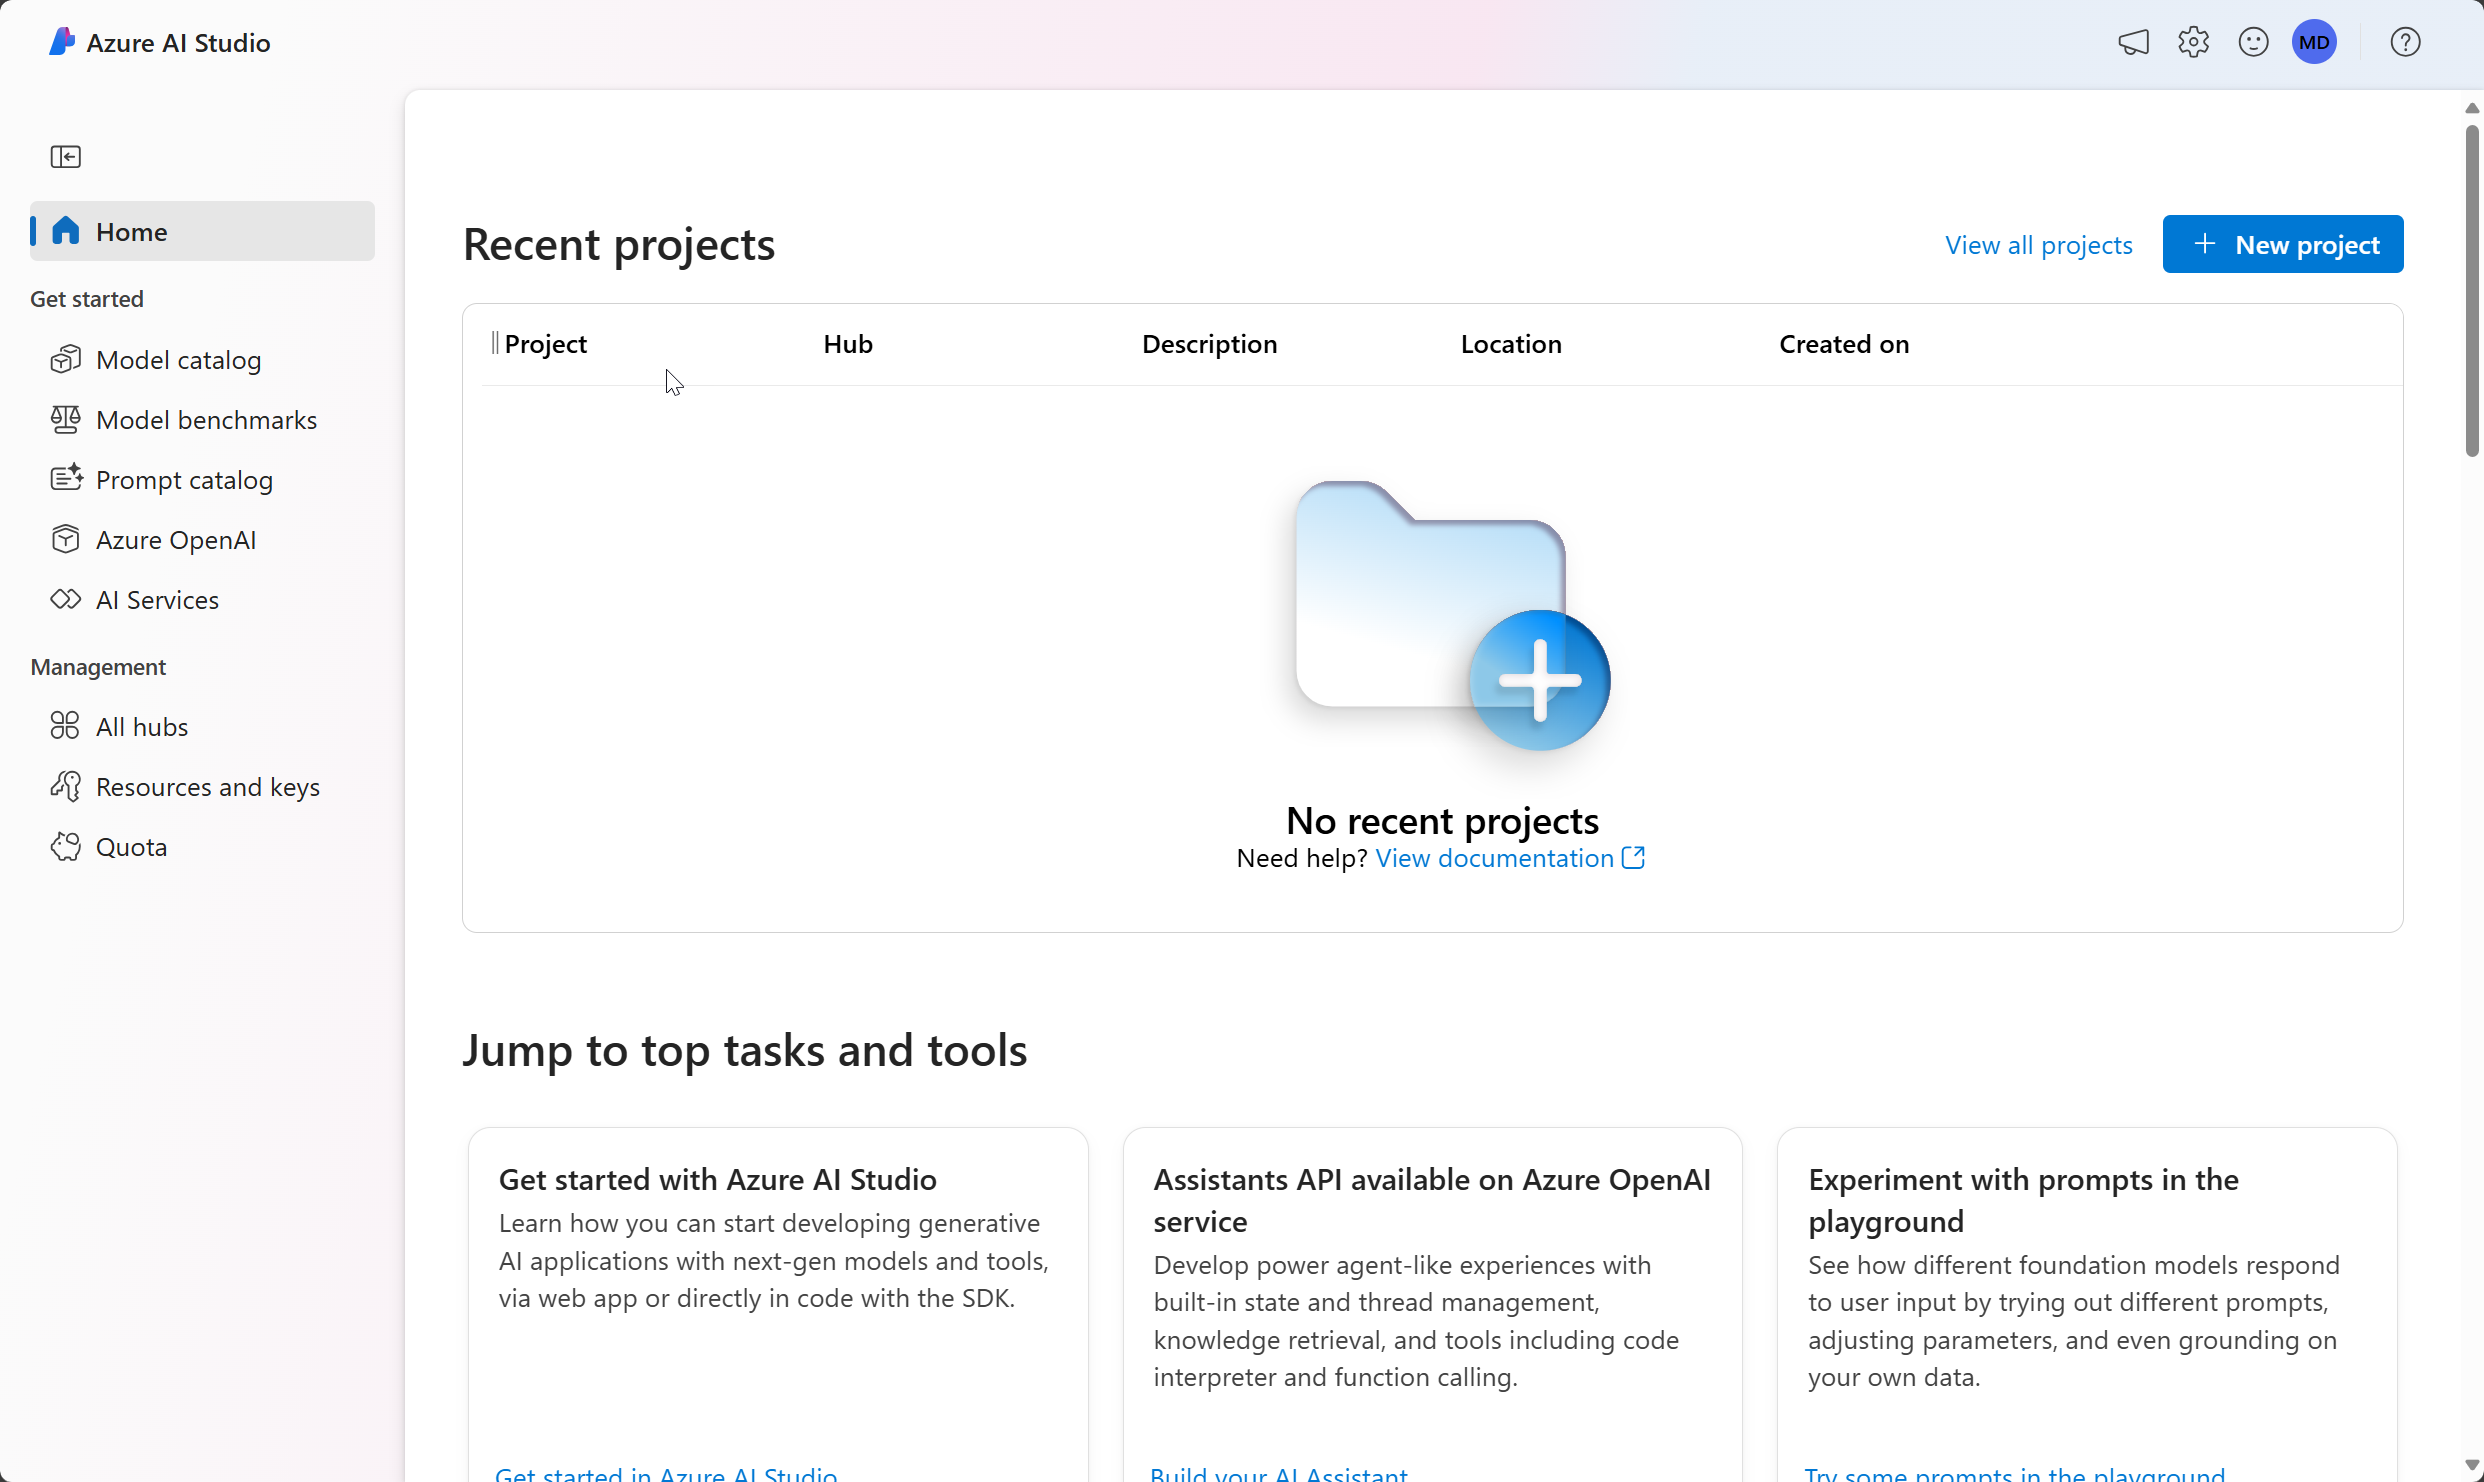 Azure AI Studio
MD
Home
Get started
Model catalog
Model benchmarks
Prompt catalog
Azure OpenAI
AI Services
Management
All hubs
Resources and keys
Quota
Recent projects
View all projects
New project
Project Hub Description Location Created on
No recent projects
Need help? View documentation
Jump to top tasks and tools
Get started with Azure AI Studio
Learn how you can start developing generative
AI applications with next-gen models and tools,
via web app or directly in code with the SDK.
Get started in Azure AI Studio
Assistants API available on Azure OpenAI
service
Develop power agent-like experiences with
built-in state and thread management,
knowledge retrieval, and tools including code
interpreter and function calling.
Build your AI Assistant
Experiment with prompts in the
playground
See how different foundation models respond
to user input by trying out different prompts,
adjusting parameters, and even grounding on
your own data.
Try some prompts in the playground